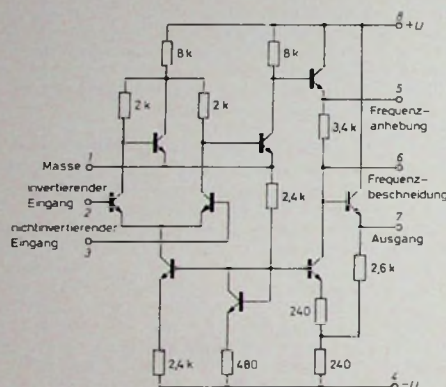 8
+U
8k
8k
5
Frequenz-
anhebung
2k
2k
3,4k
1
Masse
6
Frequenz-
beschneidung
2,4k
invertierender
Eingang
2
7
Ausgang
nichtinvertierender
Eingang
3
2,6k
240
2,4k
480
240
4
-U